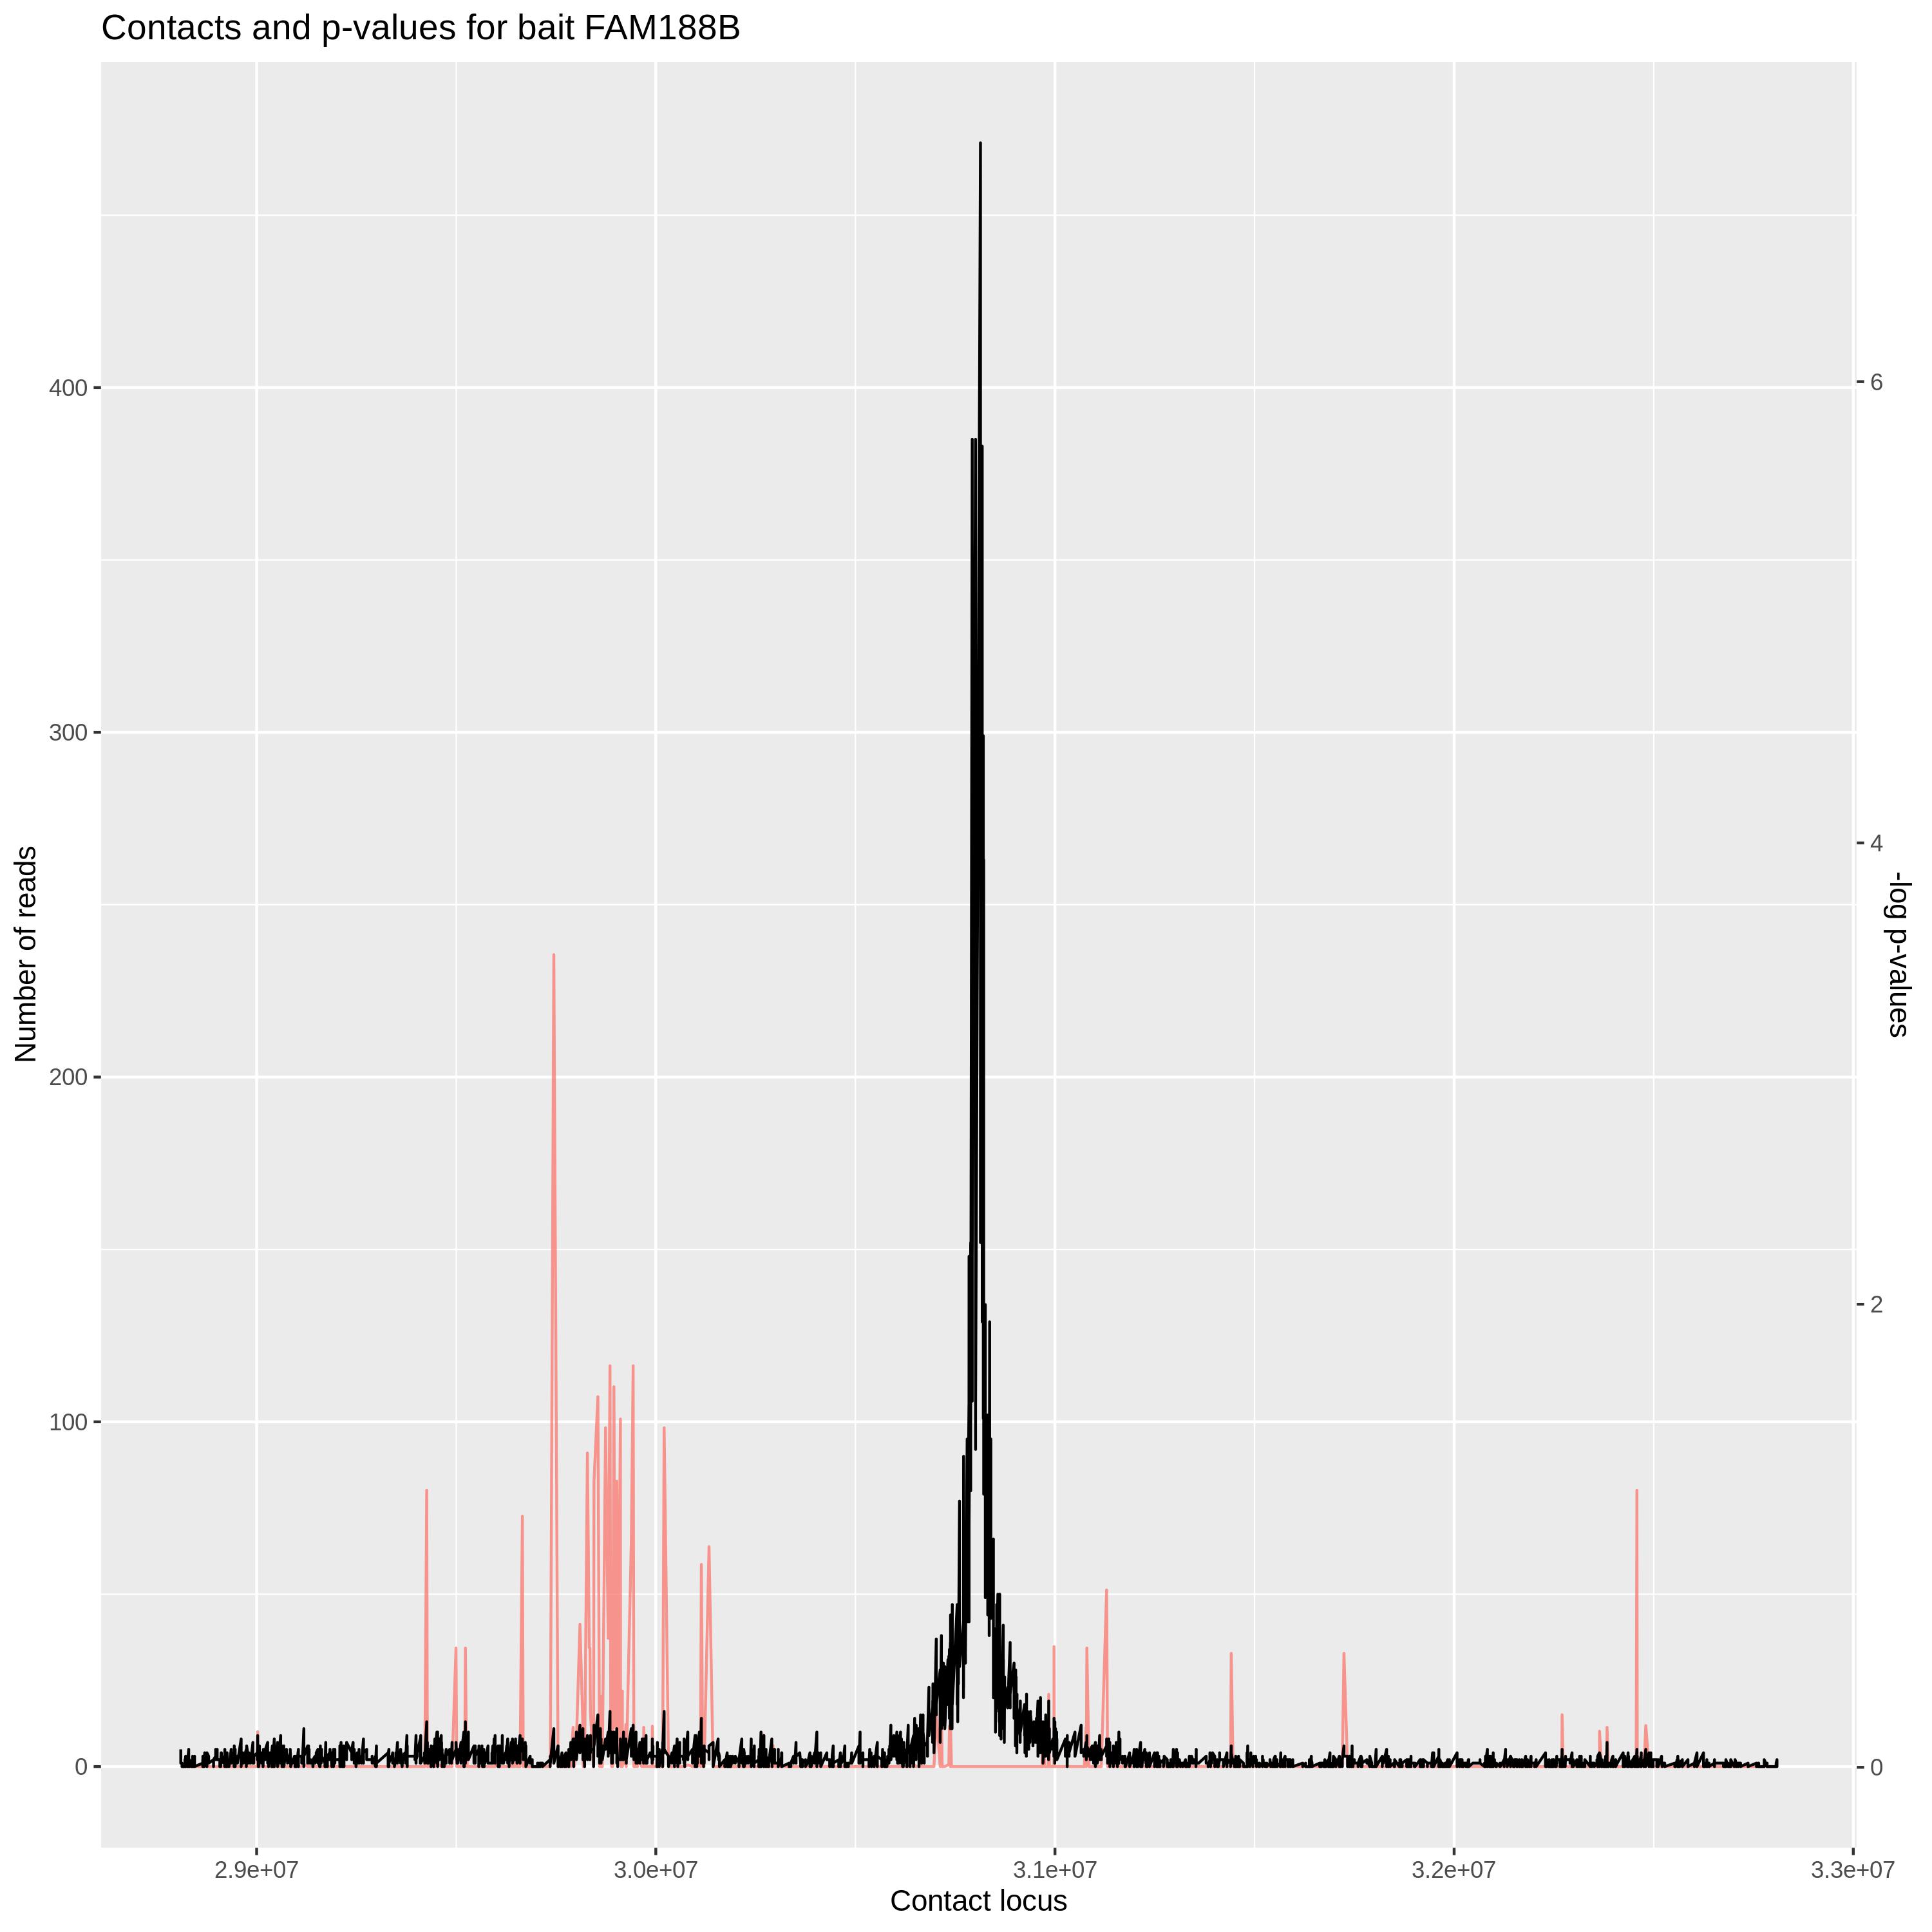 Contacts and p-values for bait FAM188B
Number of reads
400
300
200
100
0
6
4
2
0
-log p-values
2.9e+07
3.0e+07
3.1e+07
3.2e+07
3.3e+07
Contact locus